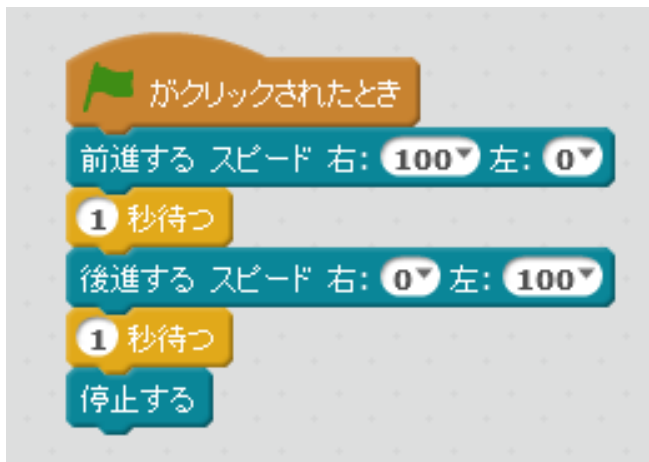 がクリックされたとき
前進する スピード 右: 100 左: 0
1 秒待つ
後進する スピード 右: 0 左: 100
1 秒待つ
停止する